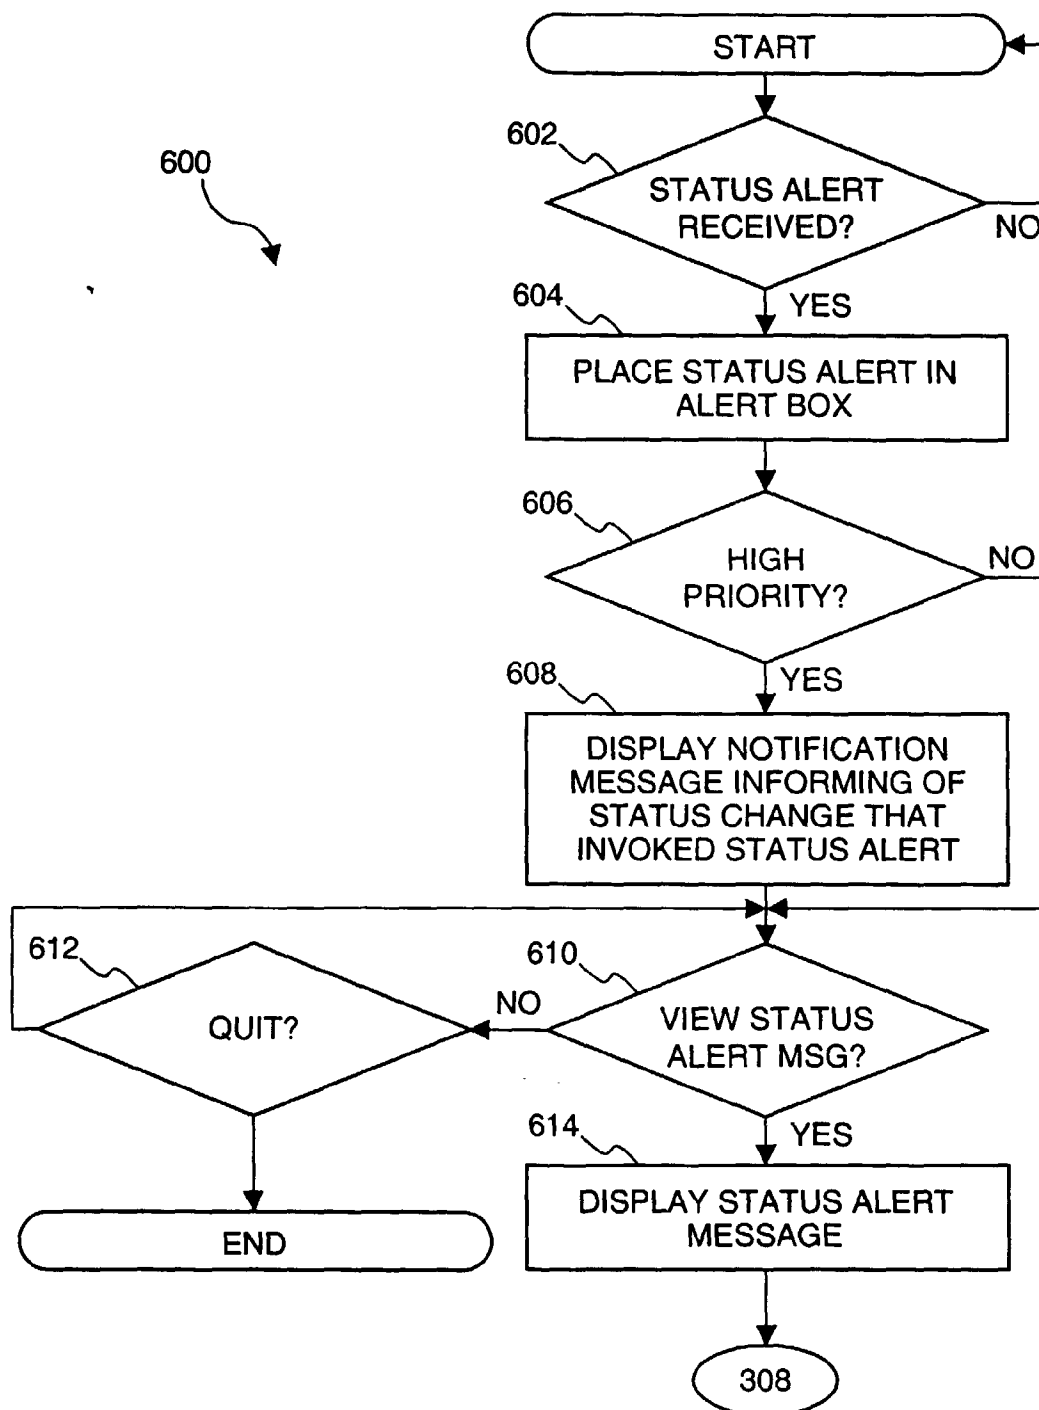 START
602
600
STATUS ALERT
RECEIVED?
NO
604
YES
PLACE STATUS ALERT IN
ALERT BOX
606
HIGH
PRIORITY?
NO
608
YES
DISPLAY NOTIFICATION
MESSAGE INFORMING OF
STATUS CHANGE THAT
INVOKED STATUS ALERT
612
610
QUIT?
NO
VIEW STATUS
ALERT MSG?
614
YES
DISPLAY STATUS ALERT
MESSAGE
END
308